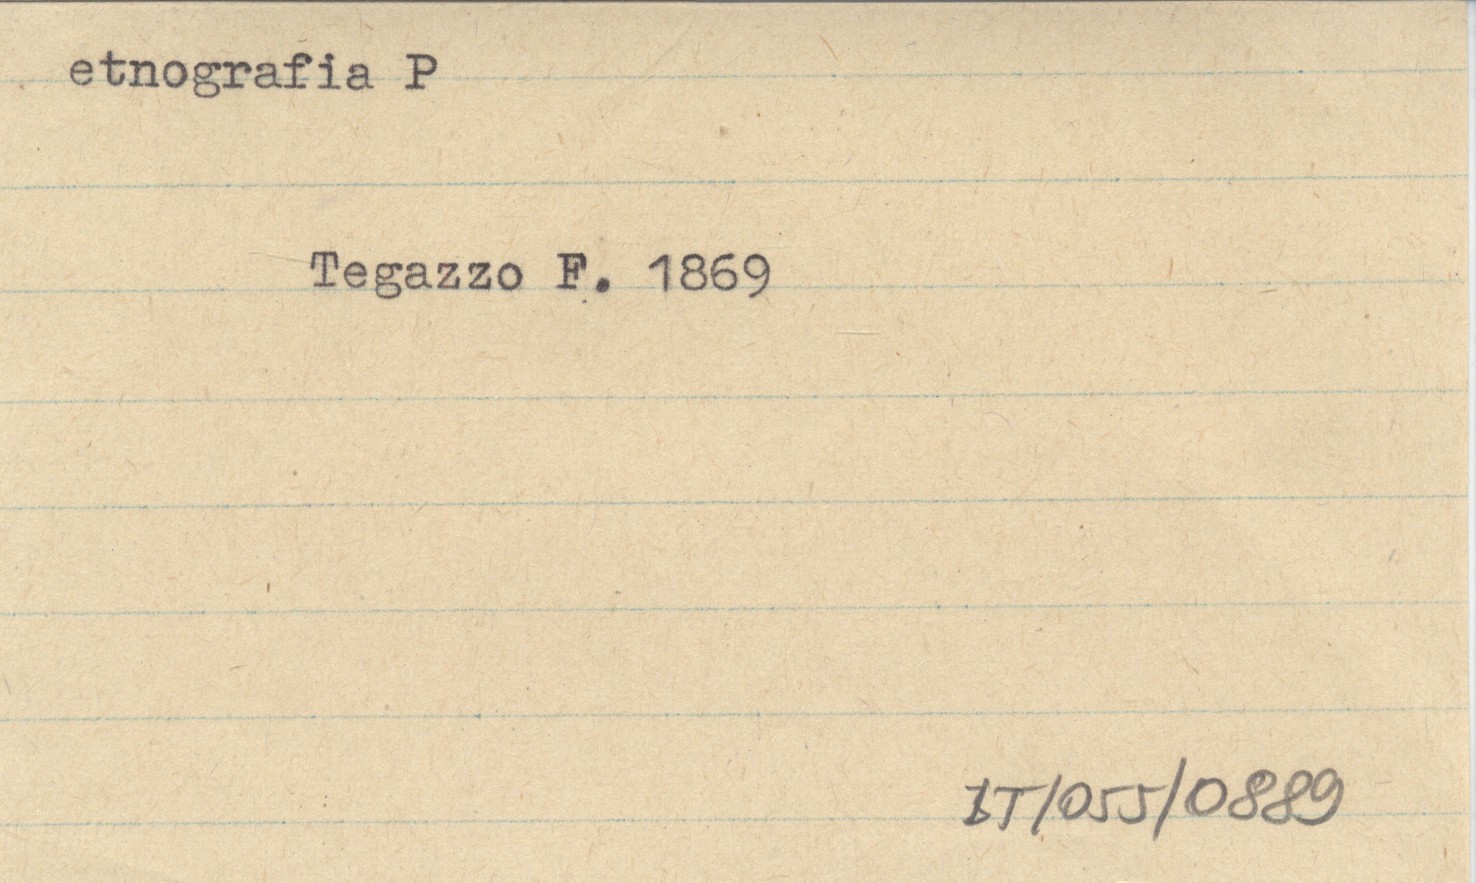 etnografia P
Tegazzo F. 1869
IT/055/0889